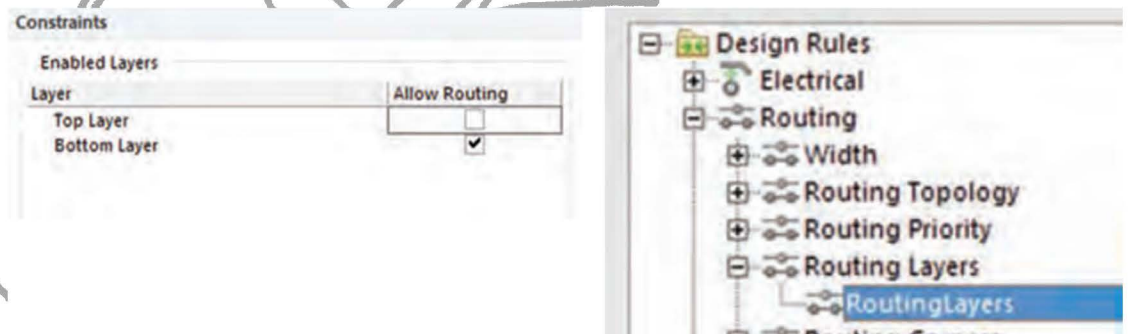 Constraints
Enabled Layers
Layer Allow Routing
Top Layer
Bottom Layer
Design Rules
Electrical
Routing
Width
Routing Topology
Routing Priority
Routing Layers
RoutingLayers